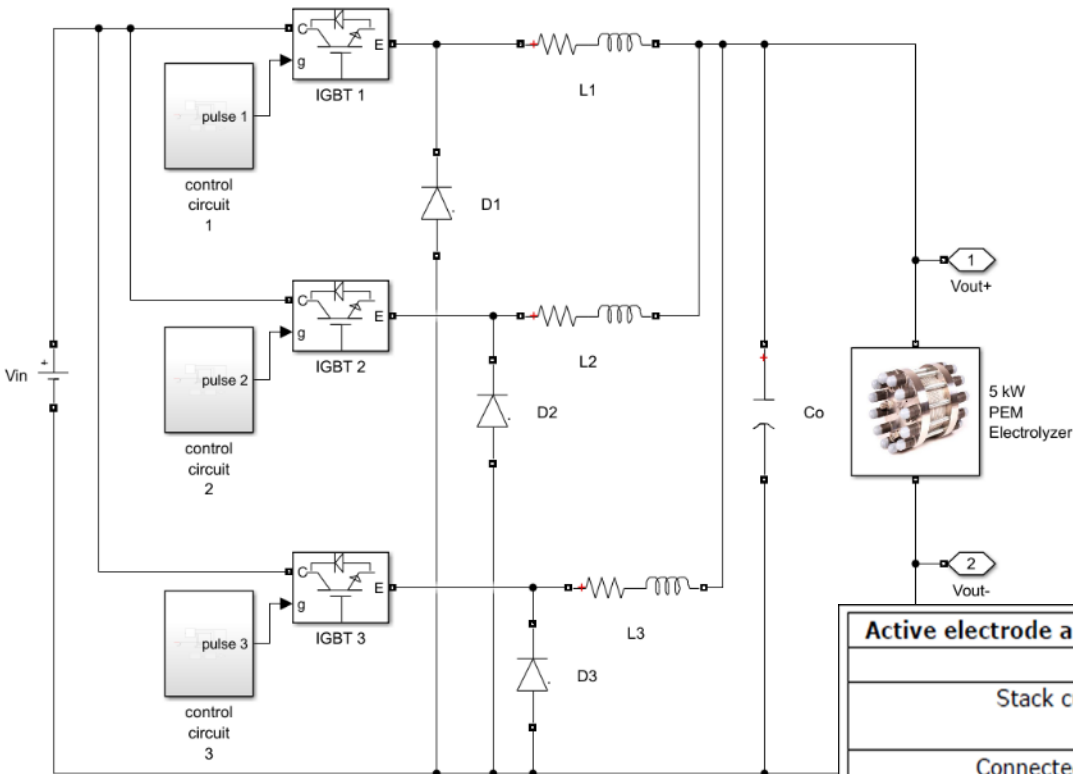 C
E
g
IGBT 1
pulse 1
control
circuit
1
L1
D1
1
Vout+
C
E
g
IGBT 2
pulse 2
control
circuit
2
L2
D2
Vin
+
Co
5 kW
PEM
Electrolyzer
C
E
g
IGBT 3
pulse 3
control
circuit
3
L3
D3
2
Vout-
Active electrode a
Stack c
Connecte